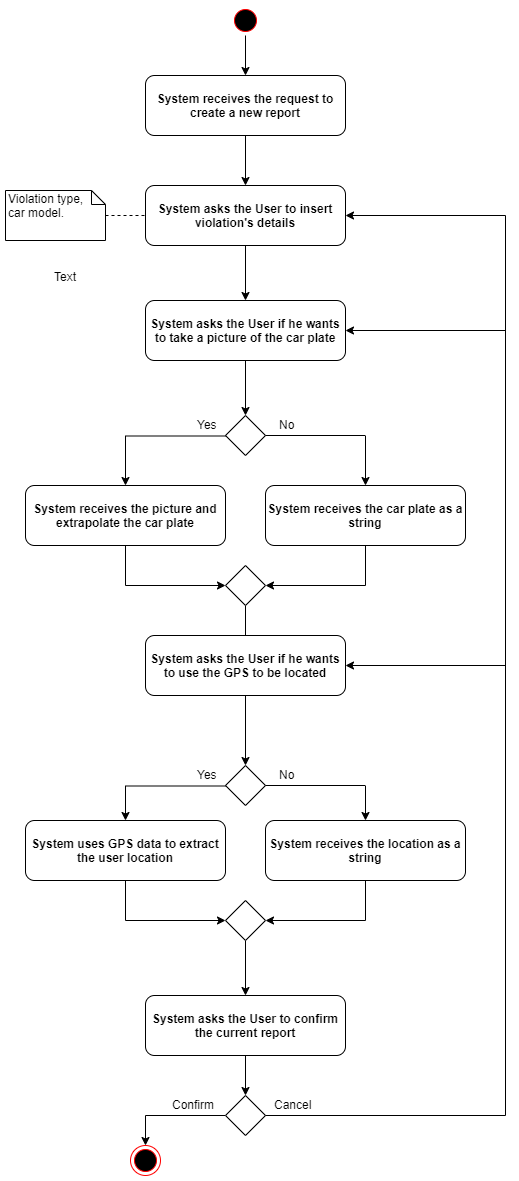 System receives the request to
create a new report
System asks the User to insert
violation's details
Violation type,
car model.
Text
System asks the User if he wants
to take a picture of the car plate
Yes
No
System receives the picture and
extrapolate the car plate
System receives the car plate as a
string
System asks the User if he wants
to use the GPS to be located
Yes
No
System uses GPS data to extract
the user location
System receives the location as a
string
System asks the User to confirm
the current report
Confirm
Cancel